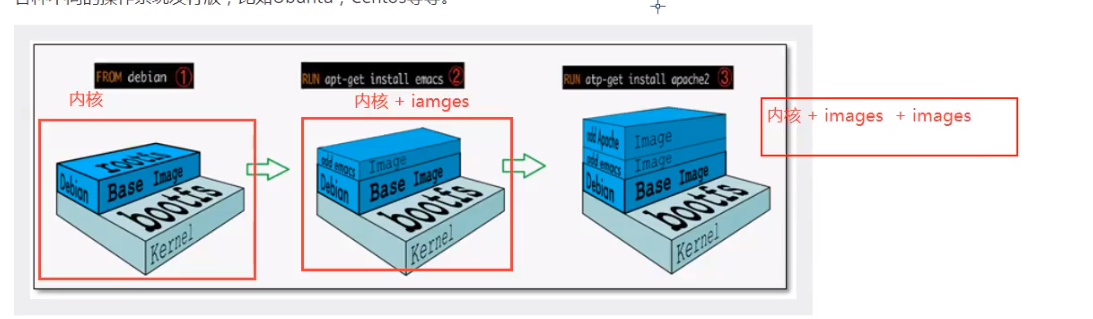 FROM debian ①
内核
rootfs
Debian
Base Image
bootfs
Kernel
RUN apt-get install emacs ②
内核 + iamges
add emacs
Image
Debian
Base Image
bootfs
Kernel
RUN atp-get install apache2 ③
add Apache
Image
add emacs
Image
Debian
Base Image
bootfs
Kernel
内核 + images + images